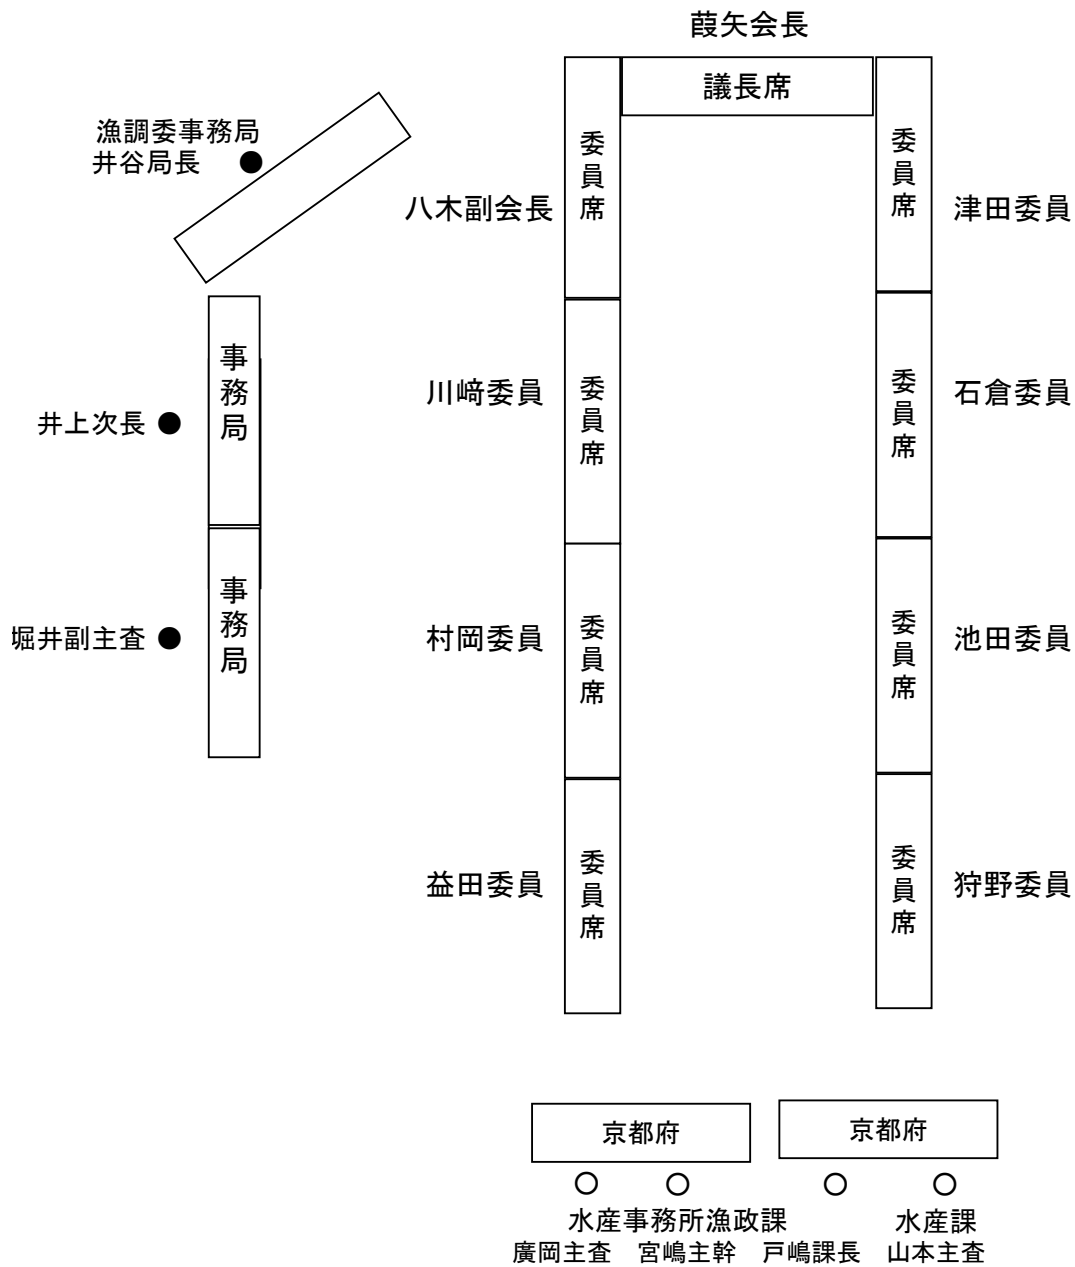 葭矢会長
議長席
漁調委事務局
井谷局長
八木副会長
委員席
委員席
津田委員
事務局
井上次長
川﨑委員
委員席
委員席
石倉委員
事務局
堀井副主査
村岡委員
委員席
委員席
池田委員
益田委員
委員席
委員席
狩野委員
京都府
京都府
水産事務所漁政課
水産課
廣岡主査 宮嶋主幹 戸嶋課長 山本主査